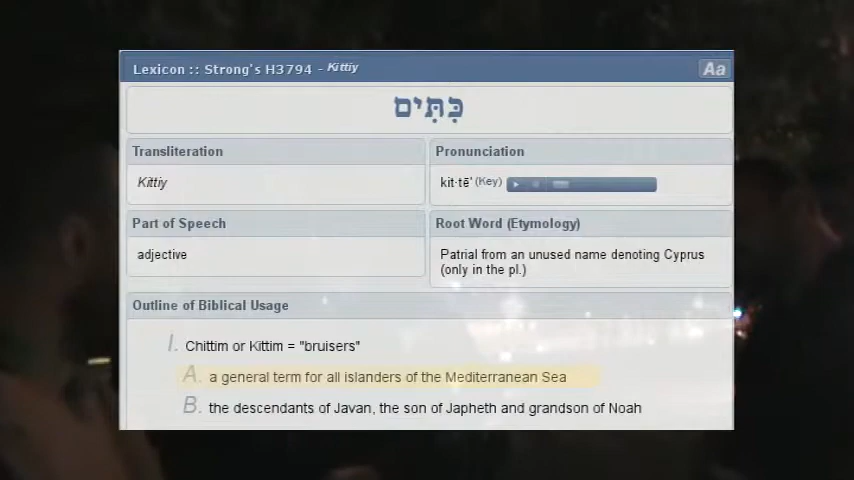 Lexicon :: Strong's H3794 - Kittiy
Aa
כִּתִּים
Transliteration
Pronunciation
Kittiy
kit·tē' (Key)
Part of Speech
Root Word (Etymology)
adjective
Patrial from an unused name denoting Cyprus
(only in the pl.)
Outline of Biblical Usage
I. Chittim or Kittim = "bruisers"
A. a general term for all islanders of the Mediterranean Sea
B. the descendants of Javan, the son of Japheth and grandson of Noah